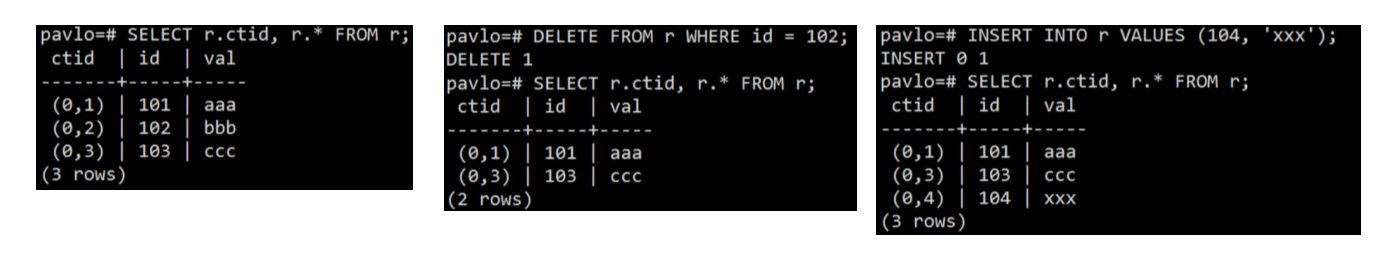 pavlo=# SELECT r.ctid, r.* FROM r;
 ctid  | id  | val
-------+-----+-----
 (0,1) | 101 | aaa
 (0,2) | 102 | bbb
 (0,3) | 103 | ccc
(3 rows)
pavlo=# DELETE FROM r WHERE id = 102;
DELETE 1
pavlo=# SELECT r.ctid, r.* FROM r;
 ctid  | id  | val
-------+-----+-----
 (0,1) | 101 | aaa
 (0,3) | 103 | ccc
(2 rows)
pavlo=# INSERT INTO r VALUES (104, 'xxx');
INSERT 0 1
pavlo=# SELECT r.ctid, r.* FROM r;
 ctid  | id  | val
-------+-----+-----
 (0,1) | 101 | aaa
 (0,3) | 103 | ccc
 (0,4) | 104 | xxx
(3 rows)